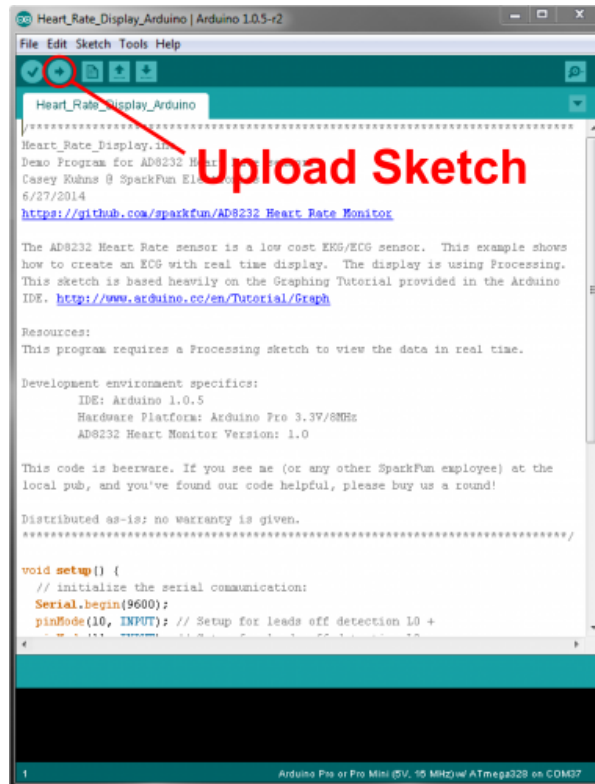 Heart_Rate_Display_Arduino | Arduino 1.0.5-r2
File Edit Sketch Tools Help
Heart_Rate_Display_Arduino
Upload Sketch
/************************************************************************
Heart_Rate_Display.ino
Demo Program for AD8232 Heart
Casey Kuhns @ SparkFun
6/27/2014
https://github.com/sparkfun/AD8232_Heart_Rate_Monitor
The AD8232 Heart Rate sensor is a low cost EKG/ECG sensor.  This example shows
how to create an ECG with real time display.  The display is using Processing.
This sketch is based heavily on the Graphing Tutorial provided in the Arduino
IDE. http://www.arduino.cc/en/Tutorial/Graph
Resources:
This program requires a Processing sketch to view the data in real time.
Development environment specifics:
IDE: Arduino 1.0.5
Hardware Platform: Arduino Pro 3.3V/8MHz
AD8232 Heart Monitor Version: 1.0
This code is beerware. If you see me (or any other SparkFun employee) at the
local pub, and you've found our code helpful, please buy us a round!
Distributed as-is; no warranty is given.
************************************************************************/
void setup() {
// initialize the serial communication:
Serial.begin(9600);
pinMode(10, INPUT); // Setup for leads off detection LO +
1
Arduino Pro or Pro Mini (5V, 16 MHz) w/ ATmega328 on COM37